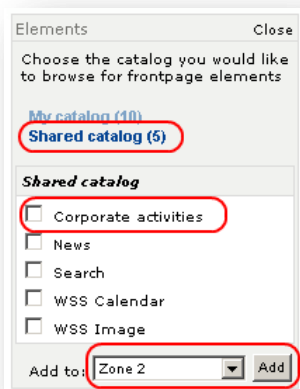 Elements Close
Choose the catalog you would like
to browse for frontpage elements
My catalog (10)
Shared catalog (5)
Shared catalog
Corporate activities
News
Search
WSS Calendar
WSS Image
Add to: Zone 2 Add